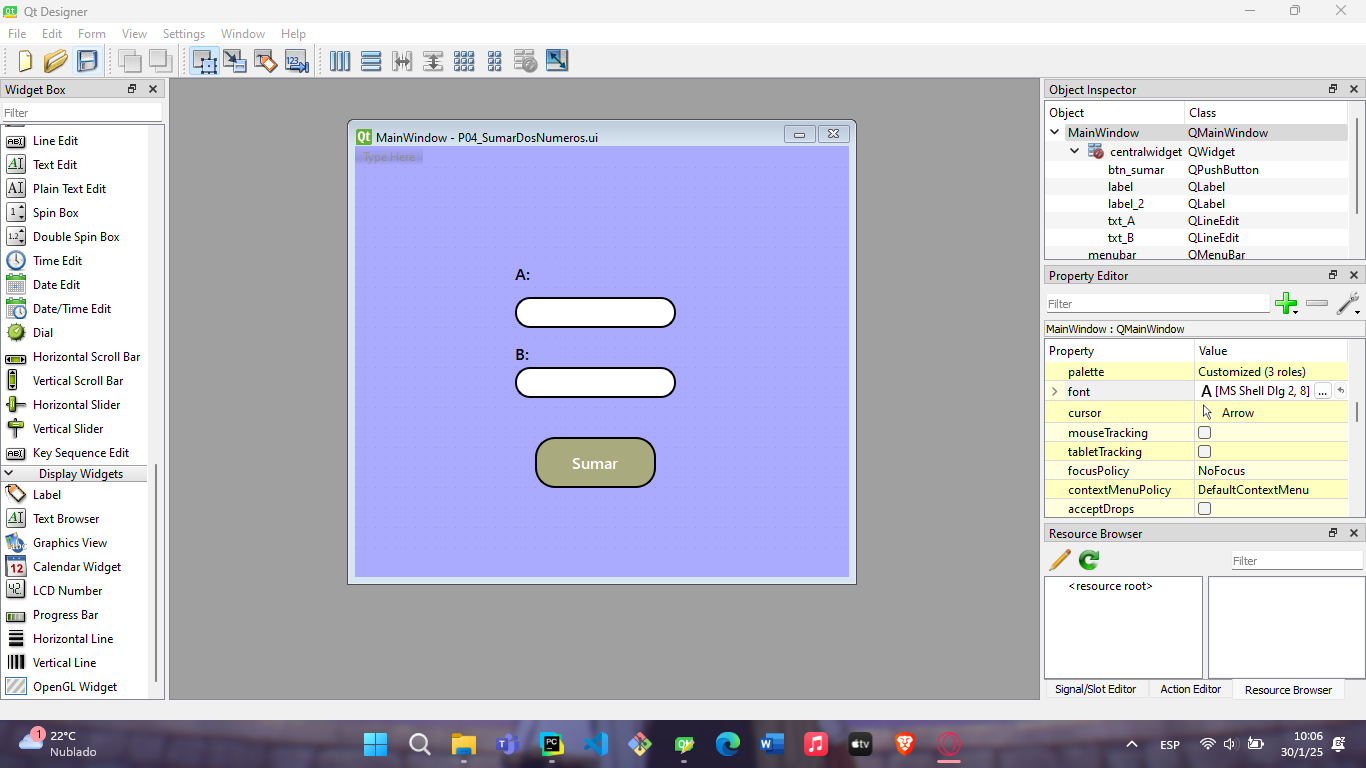 Qt Designer
File Edit Form View Settings Window Help
Widget Box
Filter
Line Edit
Text Edit
Plain Text Edit
Spin Box
Double Spin Box
Time Edit
Date Edit
Date/Time Edit
Dial
Horizontal Scroll Bar
Vertical Scroll Bar
Horizontal Slider
Vertical Slider
Key Sequence Edit
Display Widgets
Label
Text Browser
Graphics View
Calendar Widget
LCD Number
Progress Bar
Horizontal Line
Vertical Line
OpenGL Widget
MainWindow - P04_SumarDosNumeros.ui
Type Here
A:
B:
Sumar
Object Inspector
Object Class
MainWindow QMainWindow
centralwidget QWidget
btn_sumar QPushButton
label QLabel
label_2 QLabel
txt_A QLineEdit
txt_B QLineEdit
menubar QMenuBar
Property Editor
Filter
MainWindow : QMainWindow
Property Value
palette Customized (3 roles)
font A [MS Shell Dlg 2, 8] ...
cursor Arrow
mouseTracking
tabletTracking
focusPolicy NoFocus
contextMenuPolicy DefaultContextMenu
acceptDrops
Resource Browser
Filter
<resource root>
Signal/Slot Editor Action Editor Resource Browser
1 22°C
Nublado
ESP
10:06
30/1/25